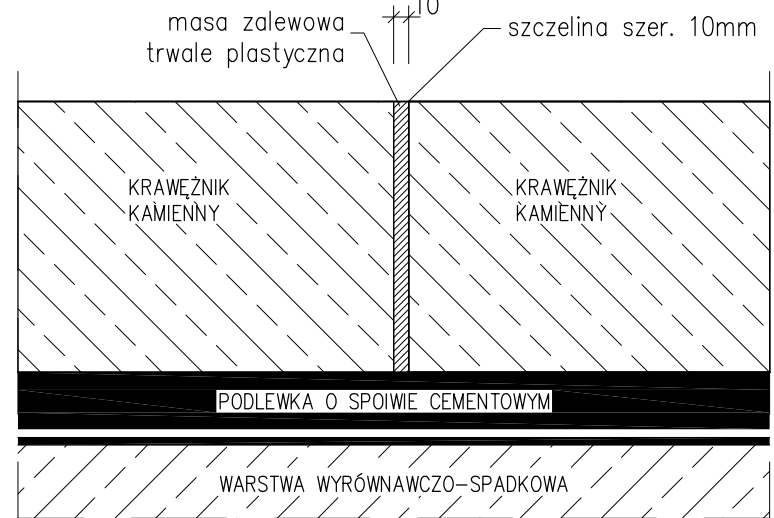 10
masa zalewowa
trwale plastyczna
szczelina szer. 10mm
KRAWĘŻNIK
KAMIENNY
KRAWĘŻNIK
KAMIENNY
PODLEWKA O SPOIWIE CEMENTOWYM
WARSTWA WYRÓWNAWCZO-SPADKOWA